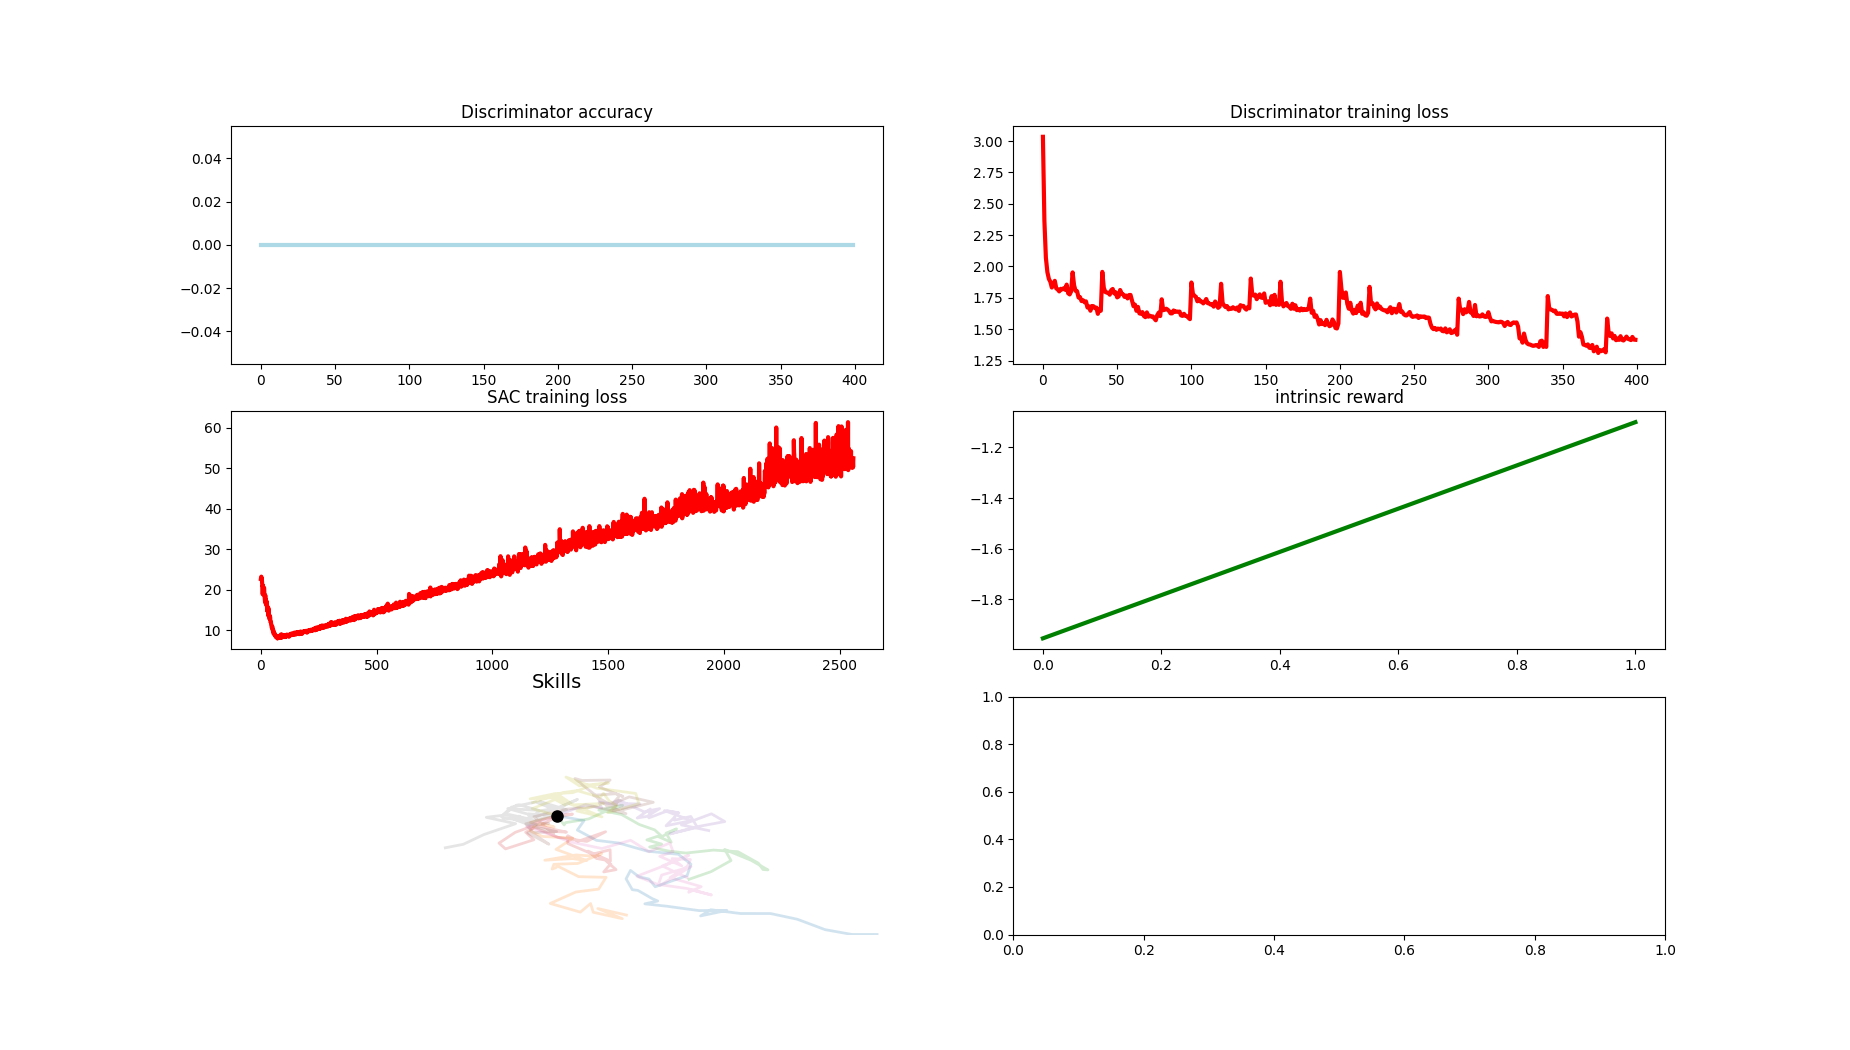 Discriminator accuracy
0.04
0.02
0.00
−0.02
−0.04
0 50 100 150 200 250 300 350 400
Discriminator training loss
3.00
2.75
2.50
2.25
2.00
1.75
1.50
1.25
0 50 100 150 200 250 300 350 400
SAC training loss
60
50
40
30
20
10
0 500 1000 1500 2000 2500
intrinsic reward
−1.2
−1.4
−1.6
−1.8
0.0 0.2 0.4 0.6 0.8 1.0
Skills
1.0
0.8
0.6
0.4
0.2
0.0
0.0 0.2 0.4 0.6 0.8 1.0